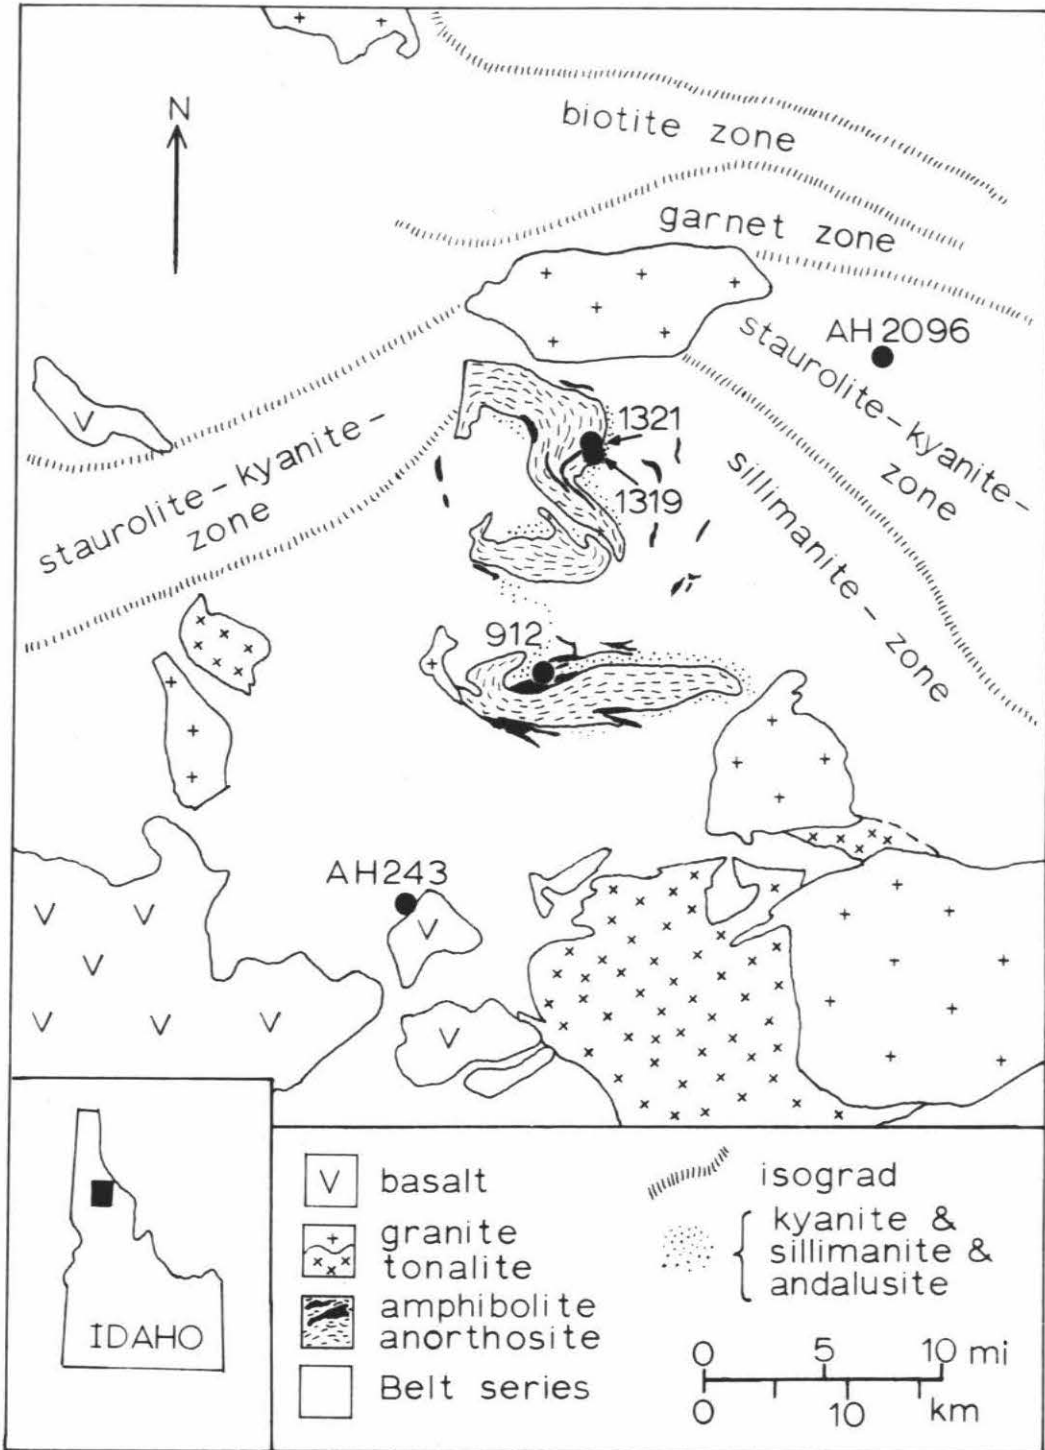 N
biotite zone
garnet zone
AH 2096
staurolite-kyanite-
zone
1321
1319
staurolite-kyanite-
zone
sillimanite-zone
912
AH243
V
V V
V
V V V
V
V
IDAHO
V basalt
granite
tonalite
amphibolite
anorthosite
Belt series
isograd
kyanite &
sillimanite &
andalusite
0 5 10 mi
0 10 km